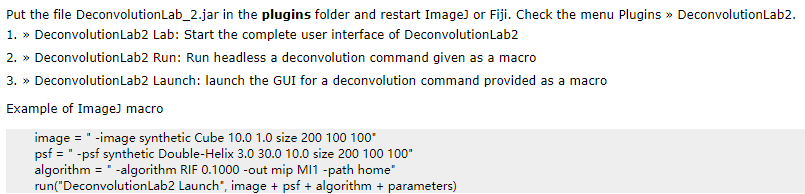 Put the file DeconvolutionLab_2.jar in the plugins folder and restart ImageJ or Fiji. Check the menu Plugins » DeconvolutionLab2.
1. » DeconvolutionLab2 Lab: Start the complete user interface of DeconvolutionLab2
2. » DeconvolutionLab2 Run: Run headless a deconvolution command given as a macro
3. » DeconvolutionLab2 Launch: launch the GUI for a deconvolution command provided as a macro
Example of ImageJ macro
image = " -image synthetic Cube 10.0 1.0 size 200 100 100"
psf = " -psf synthetic Double-Helix 3.0 30.0 10.0 size 200 100 100"
algorithm = " -algorithm RIF 0.1000 -out mip MI1 -path home"
run("DeconvolutionLab2 Launch", image + psf + algorithm + parameters)